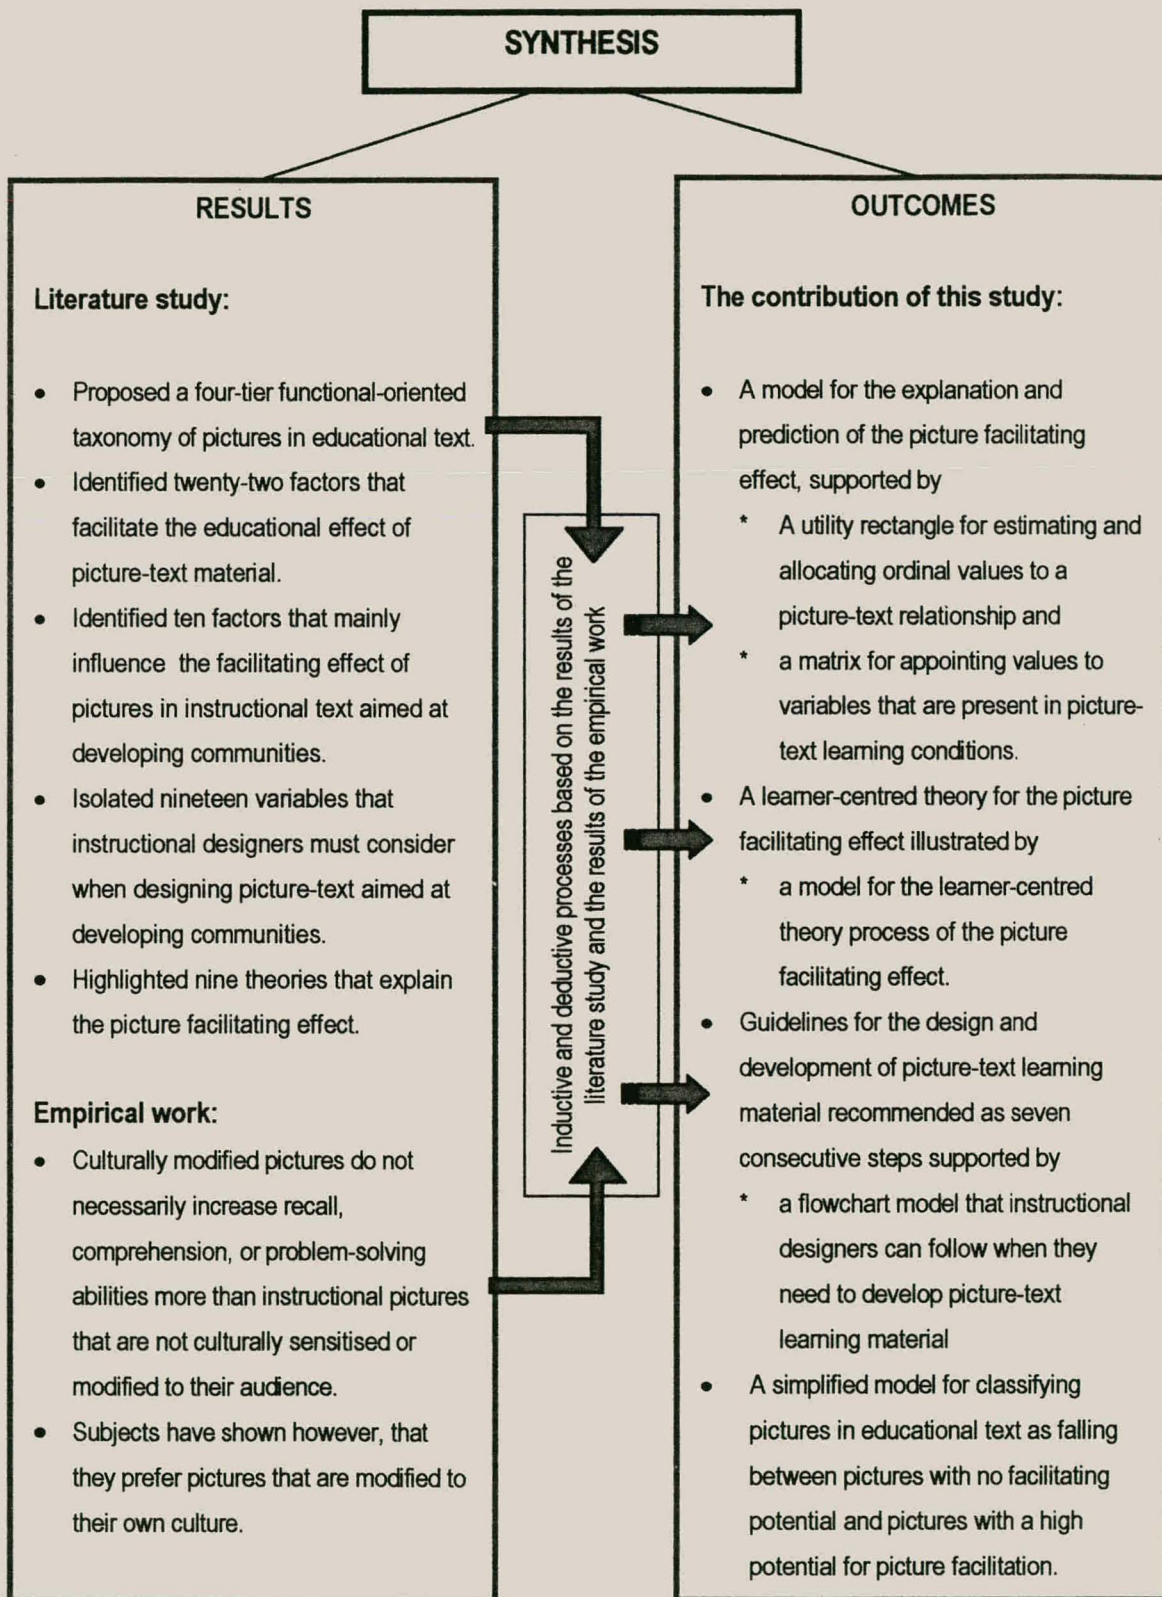 SYNTHESIS
RESULTS
Literature study:
• Proposed a four-tier functional-oriented
taxonomy of pictures in educational text.
• Identified twenty-two factors that
facilitate the educational effect of
picture-text material.
• Identified ten factors that mainly
influence the facilitating effect of
pictures in instructional text aimed at
developing communities.
• Isolated nineteen variables that
instructional designers must consider
when designing picture-text aimed at
developing communities.
• Highlighted nine theories that explain
the picture facilitating effect.
Empirical work:
• Culturally modified pictures do not
necessarily increase recall,
comprehension, or problem-solving
abilities more than instructional pictures
that are not culturally sensitised or
modified to their audience.
• Subjects have shown however, that
they prefer pictures that are modified to
their own culture.
Inductive and deductive processes based on the results of the
literature study and the results of the empirical work
OUTCOMES
The contribution of this study:
• A model for the explanation and
prediction of the picture facilitating
effect, supported by
* A utility rectangle for estimating and
allocating ordinal values to a
picture-text relationship and
* a matrix for appointing values to
variables that are present in picture-
text learning conditions.
• A learner-centred theory for the picture
facilitating effect illustrated by
* a model for the learner-centred
theory process of the picture
facilitating effect.
• Guidelines for the design and
development of picture-text learning
material recommended as seven
consecutive steps supported by
* a flowchart model that instructional
designers can follow when they
need to develop picture-text
learning material
• A simplified model for classifying
pictures in educational text as falling
between pictures with no facilitating
potential and pictures with a high
potential for picture facilitation.